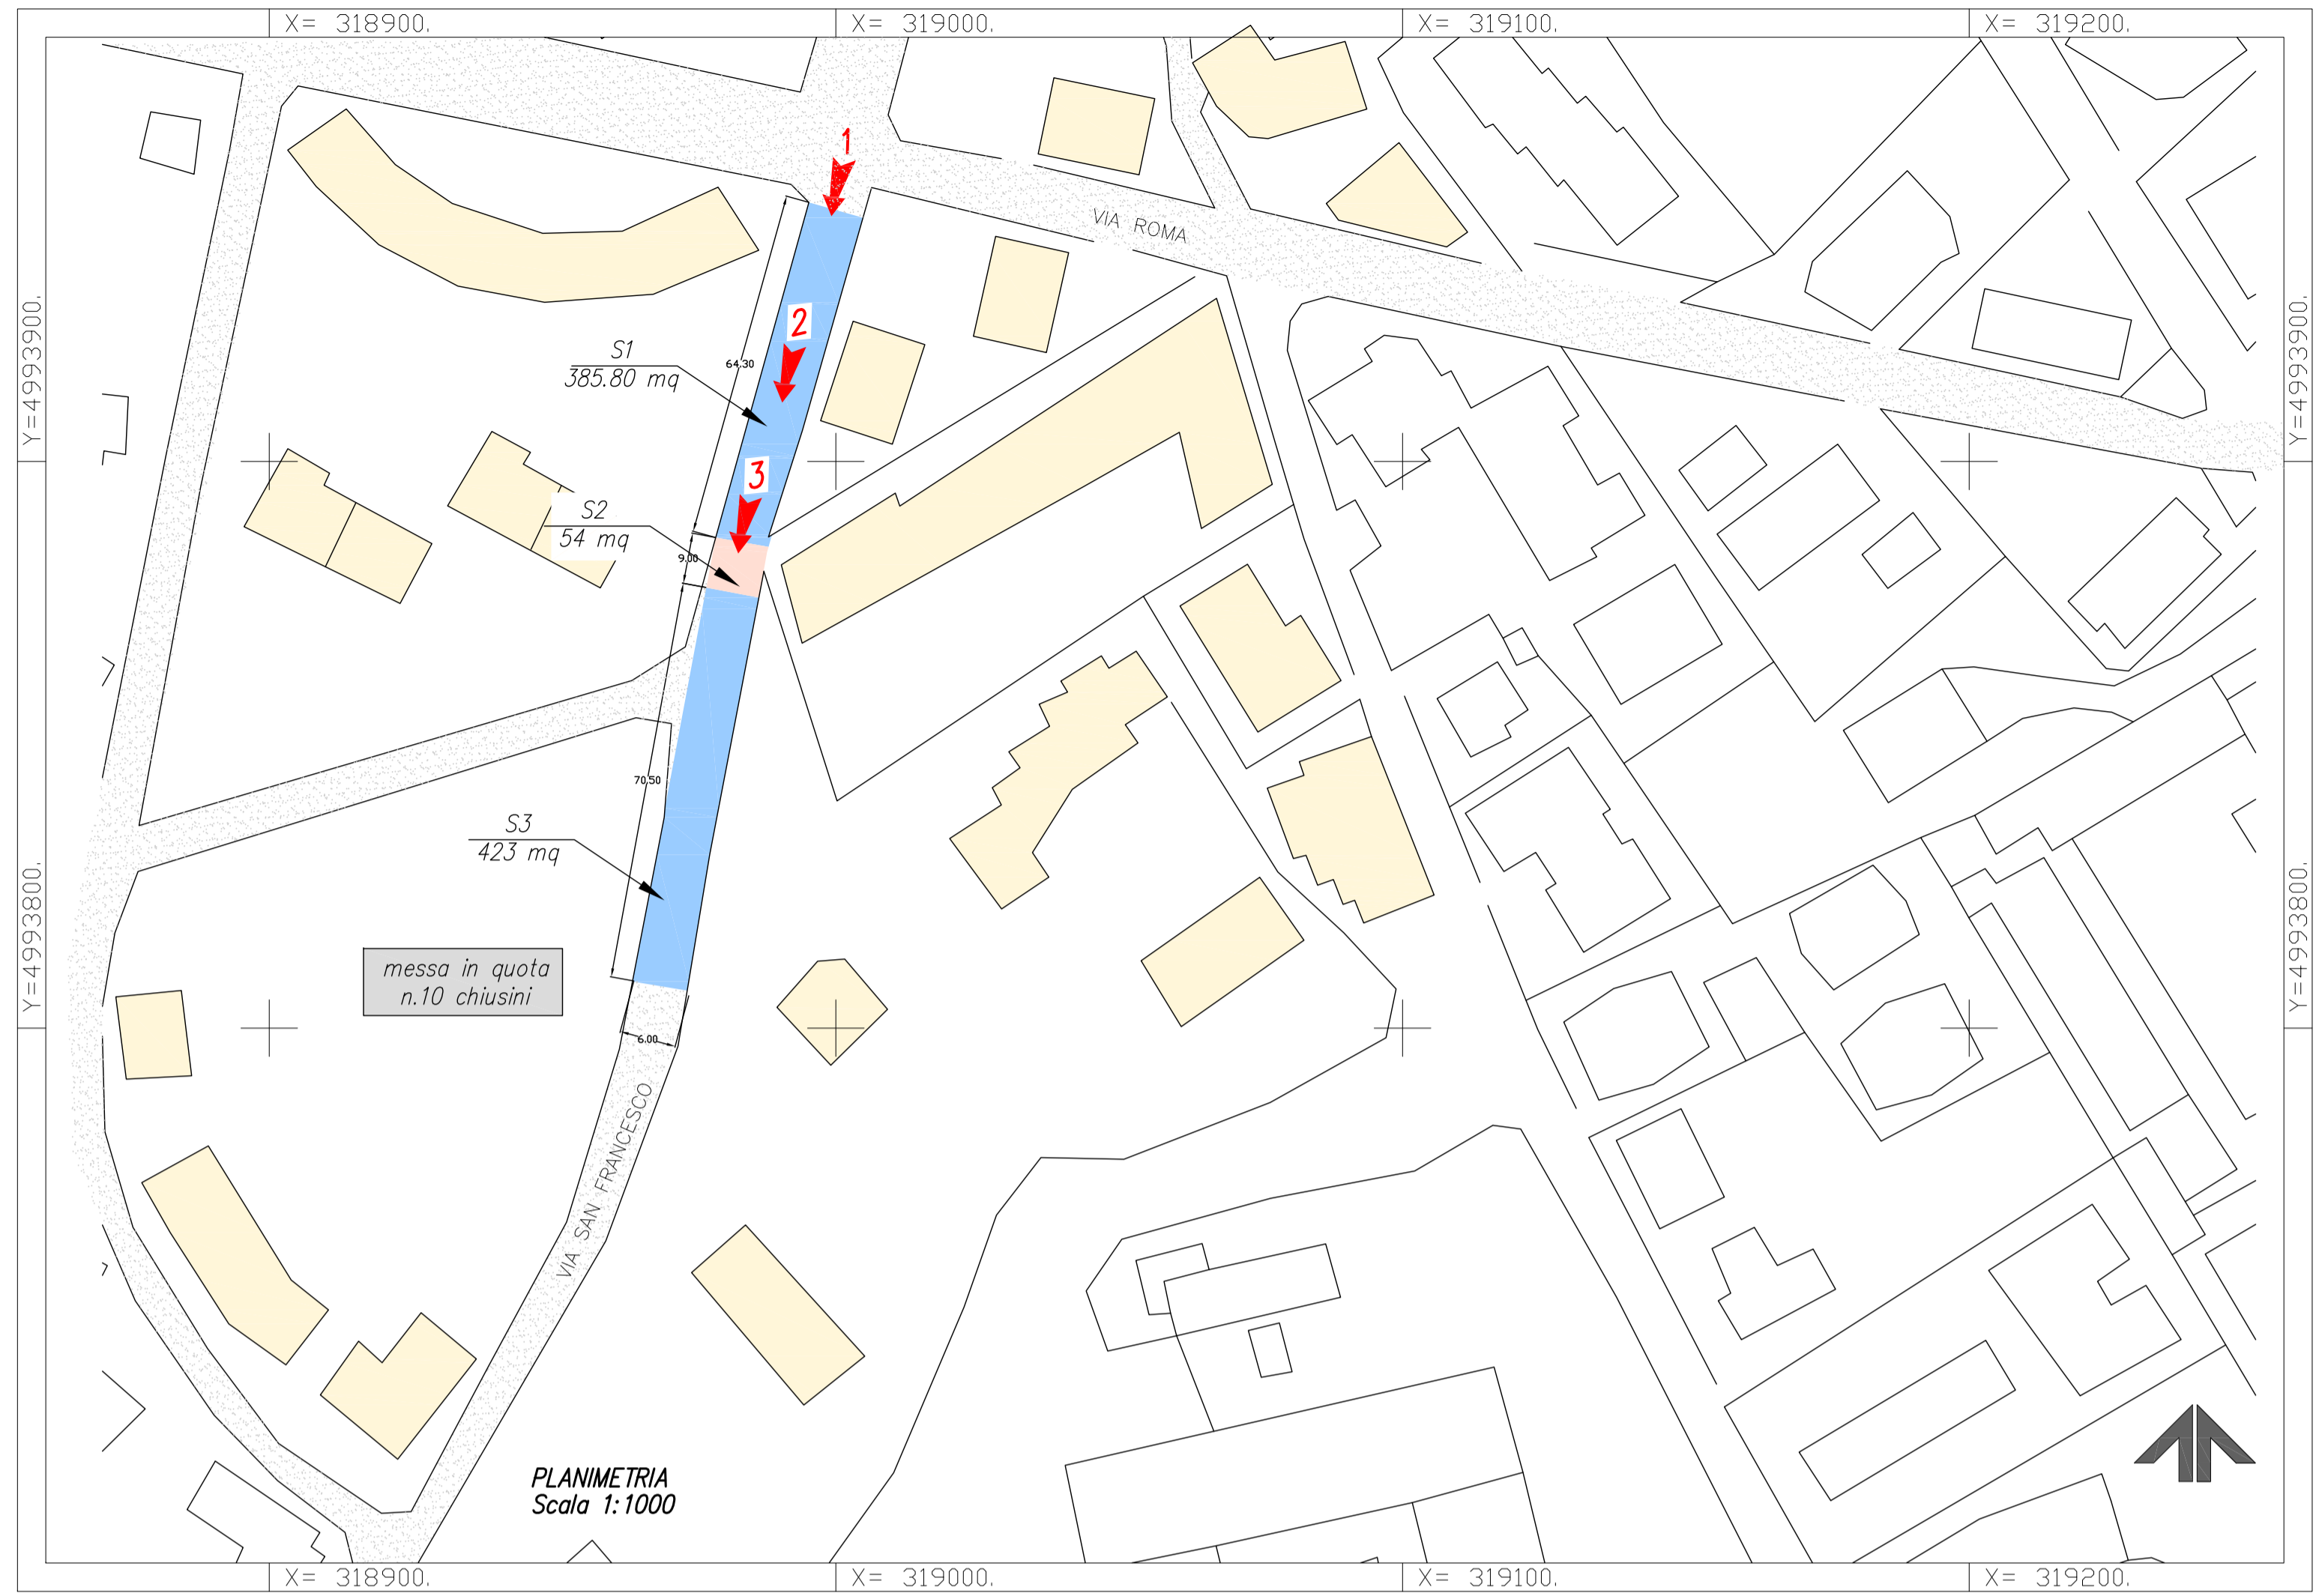 X= 318900.
X= 319000.
X= 319100.
X= 319200.
1
VIA ROMA
Y=4993900.
Y=4993900.
2
S1
385.80 mq
64.30
3
S2
54 mq
9.00
70.50
S3
423 mq
Y=4993800.
Y=4993800.
messa in quota
n.10 chiusini
6.00
VIA SAN FRANCESCO
PLANIMETRIA
Scala 1:1000
X= 318900.
X= 319000.
X= 319100.
X= 319200.